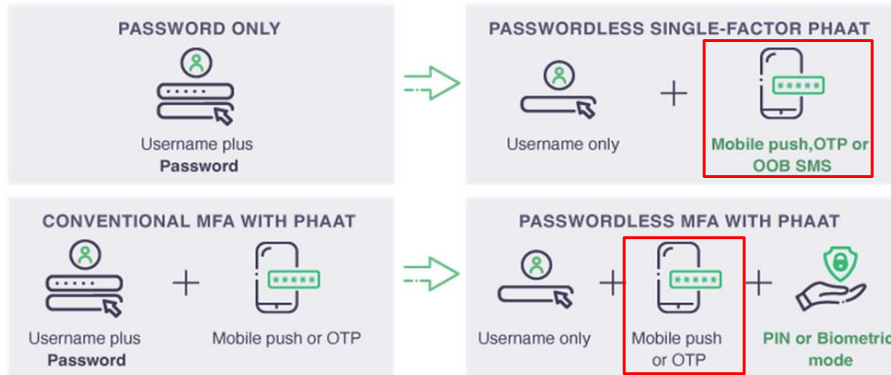 PASSWORD ONLY
Username plus
Password
PASSWORDLESS SINGLE-FACTOR PHAAT
Username only
+
*****
Mobile push,OTP or
OOB SMS
CONVENTIONAL MFA WITH PHAAT
Username plus
Password
+
*****
Mobile push or OTP
PASSWORDLESS MFA WITH PHAAT
Username only
+
*****
Mobile push
or OTP
+
PIN or Biometric
mode